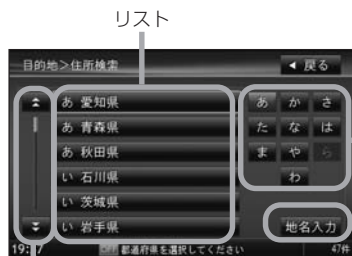 リスト
目的地>住所検索
戻る
あ 愛知県
あ 青森県
あ 秋田県
い 石川県
い 茨城県
い 岩手県
あ か さ
た な は
ま や ら
わ
地名入力
都道府県を選択してください
47件